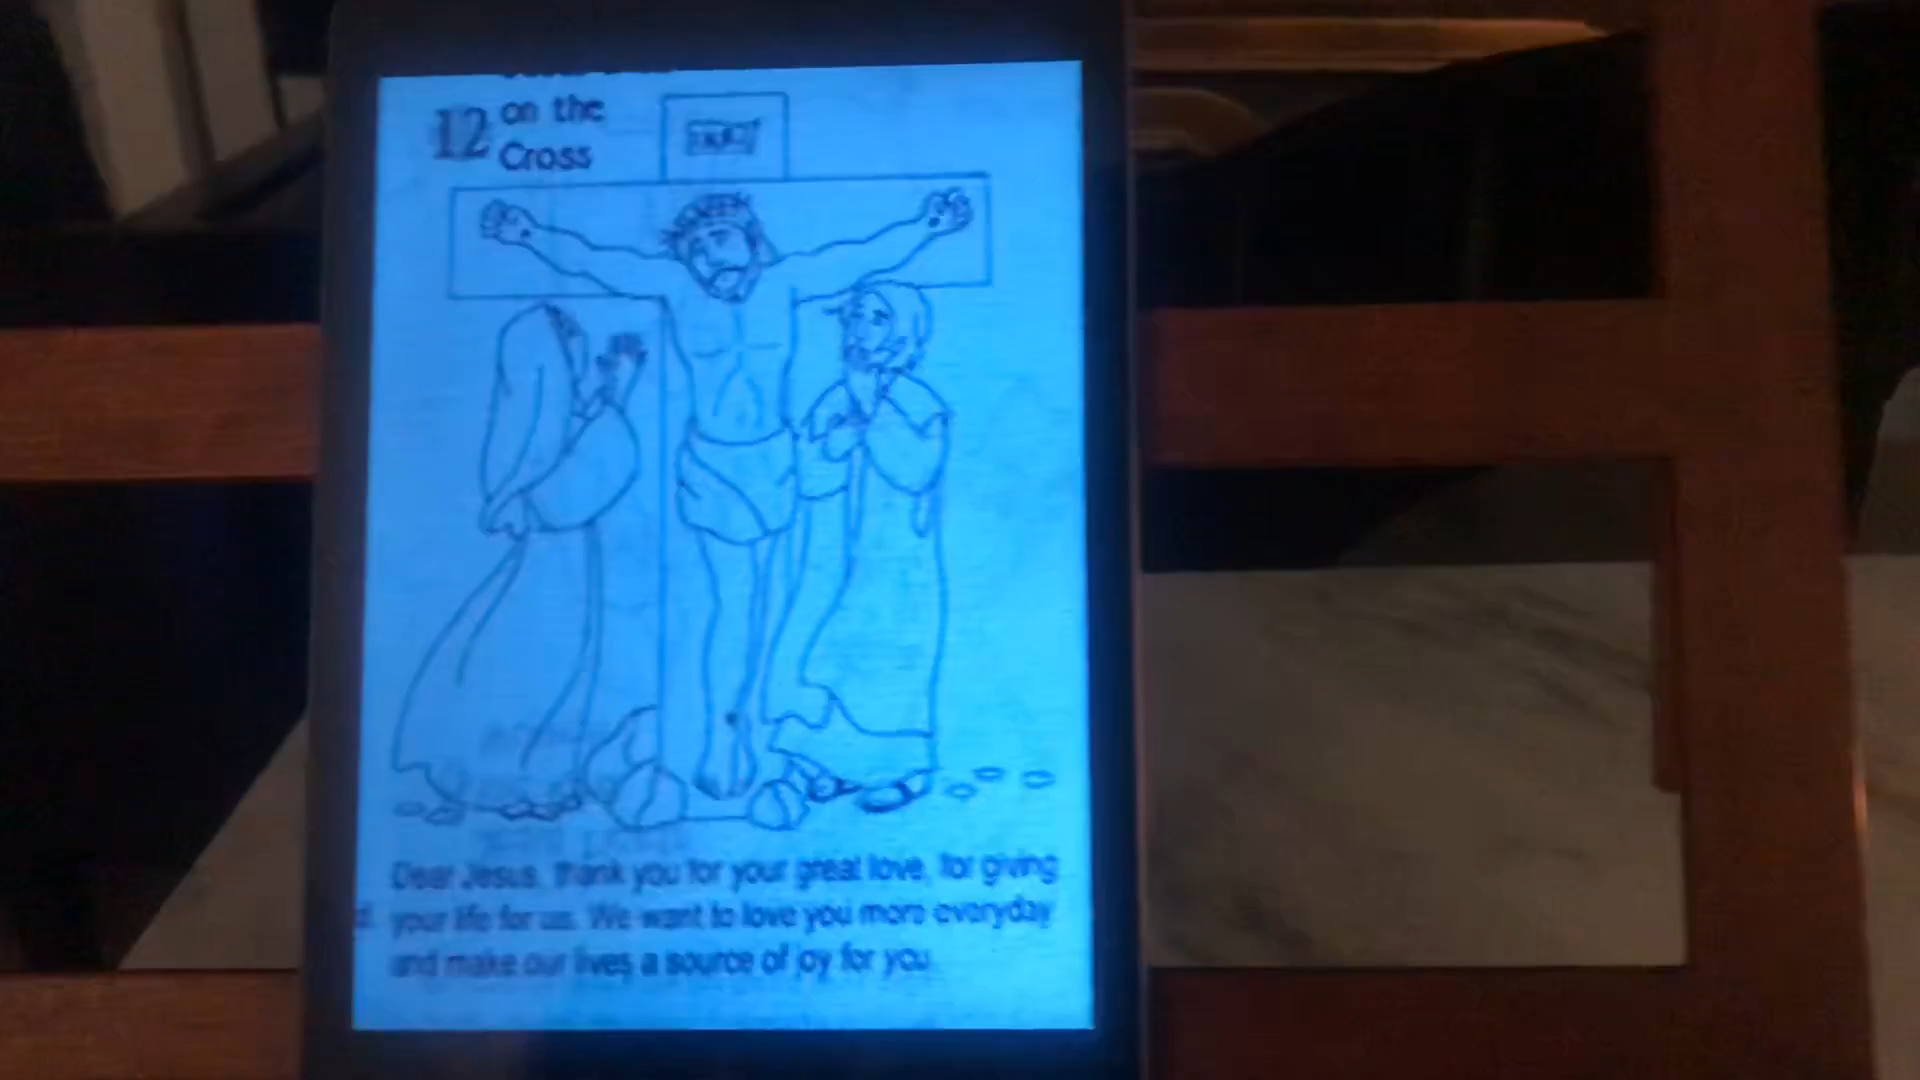 12 on the
Cross
Dear Jesus, thank you for your great love, for giving
your life for us. We want to love you more everyday
and make our lives a source of joy for you